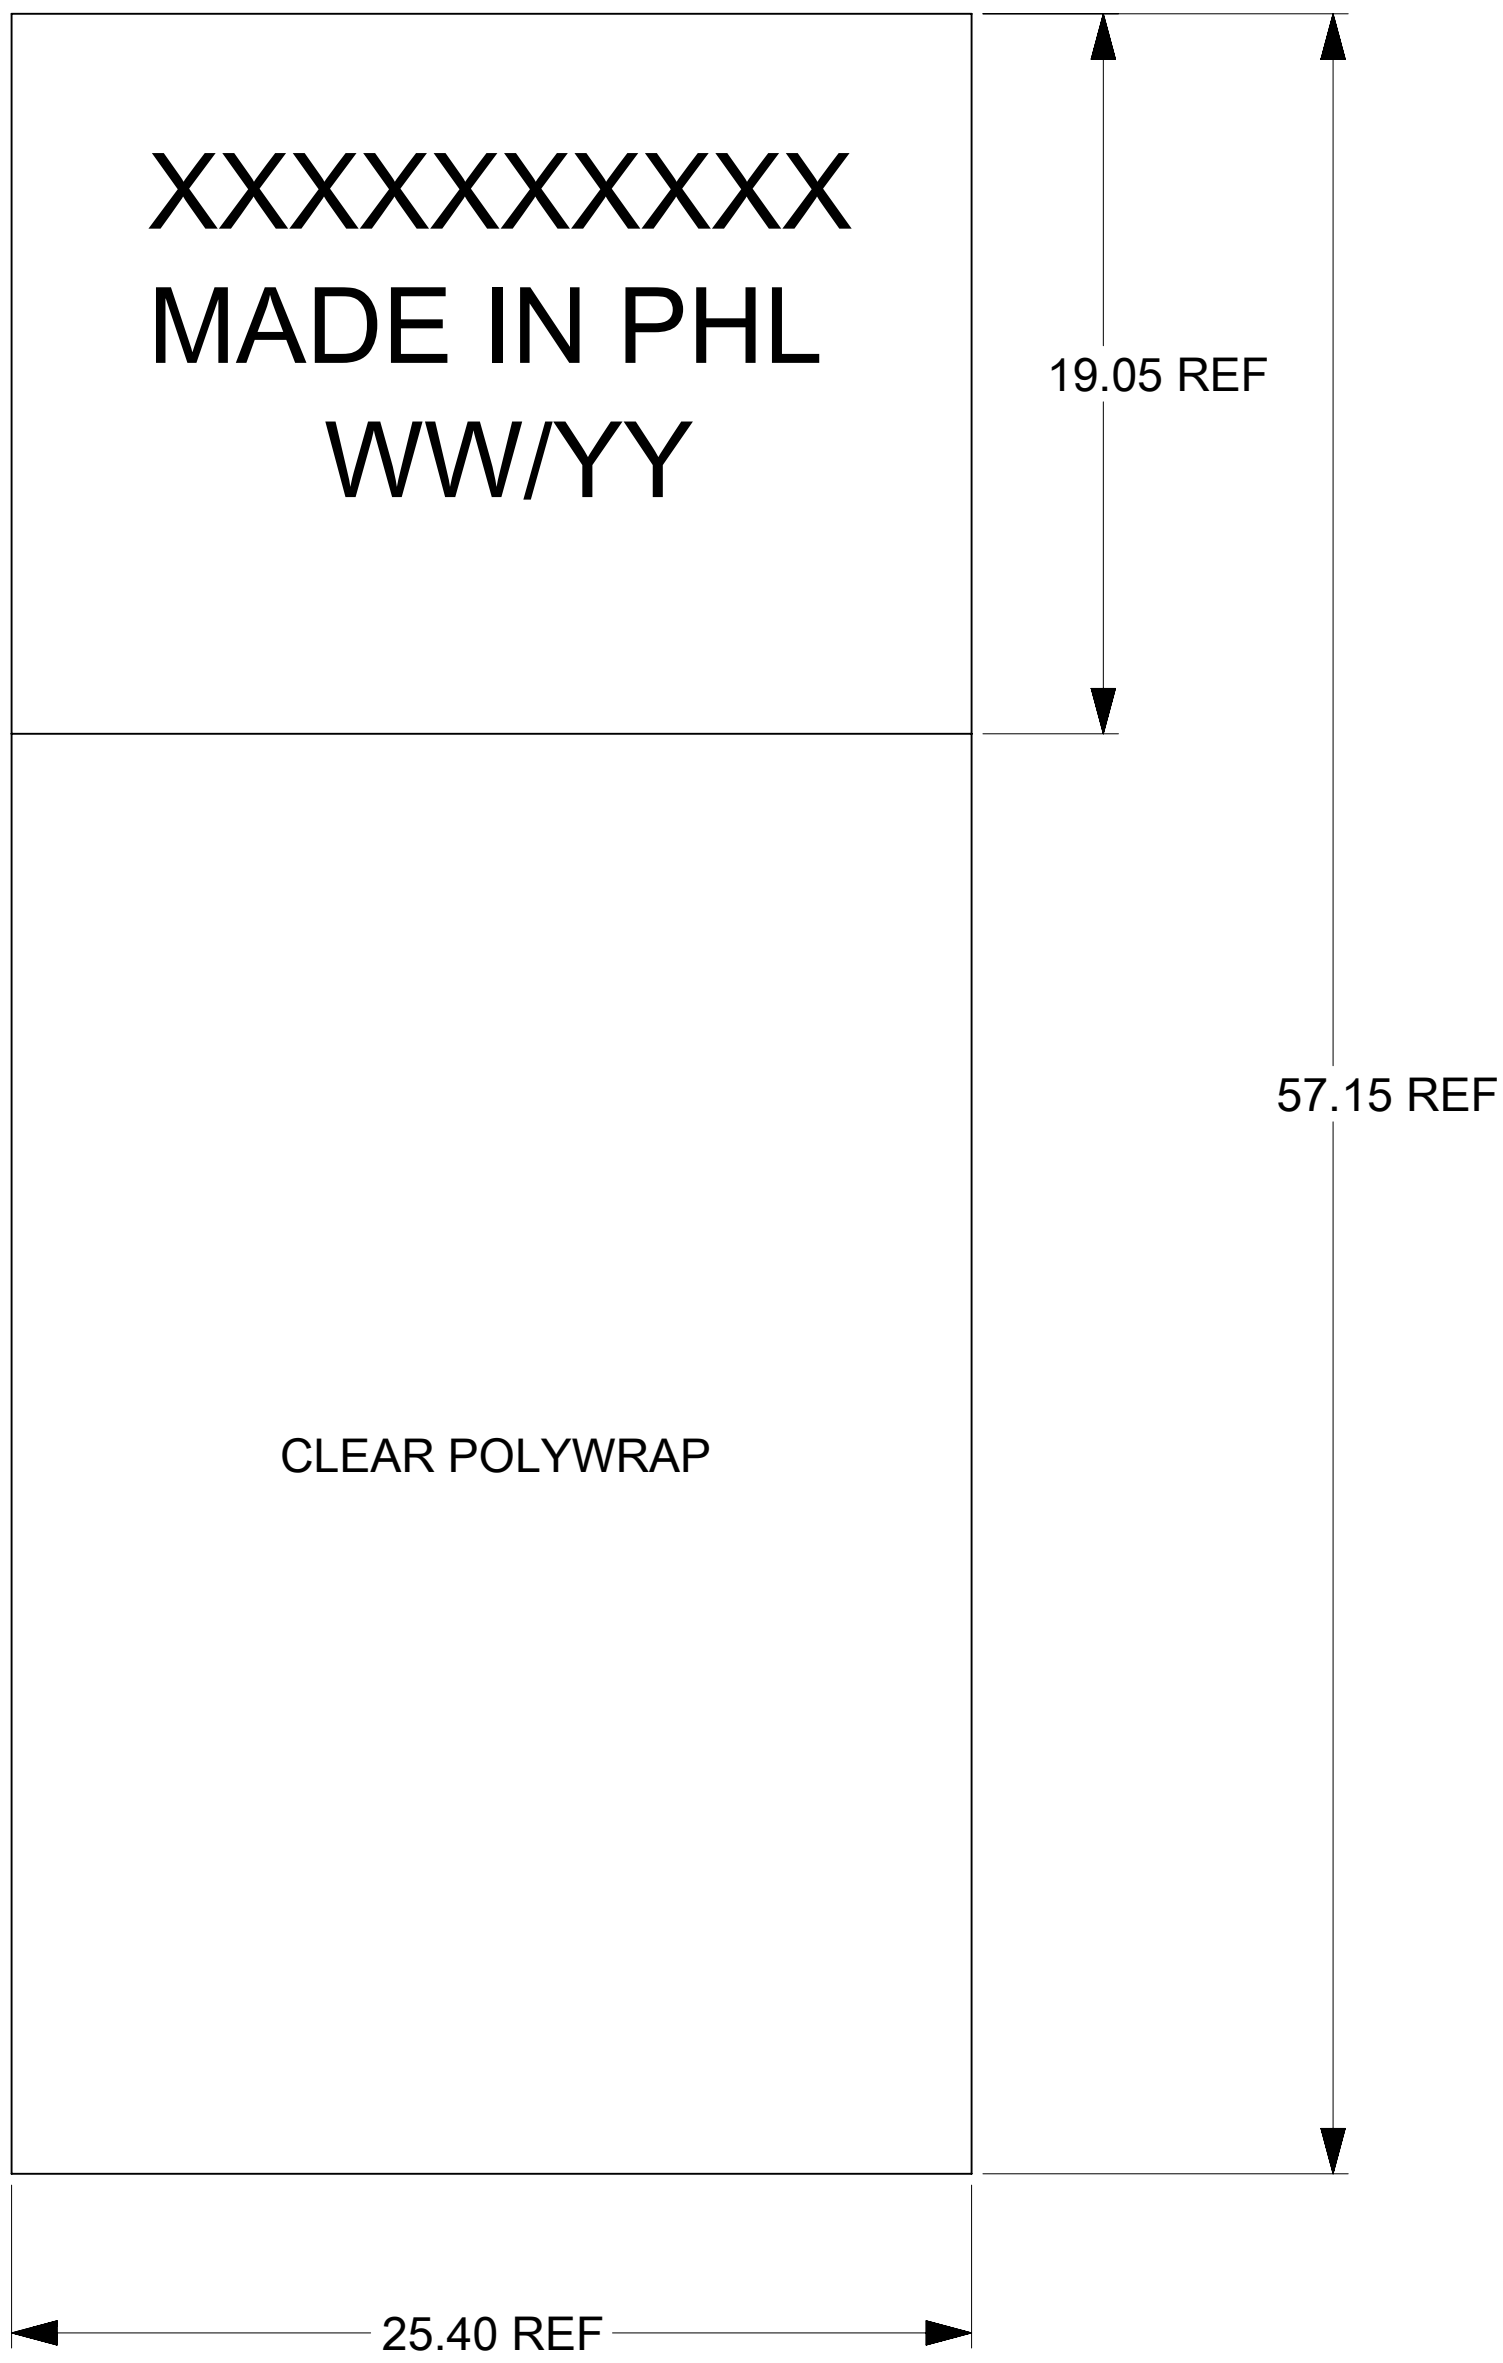 XXXXXXXXXX
MADE IN PHL
WW/YY
19.05 REF
57.15 REF
CLEAR POLYWRAP
25.40 REF